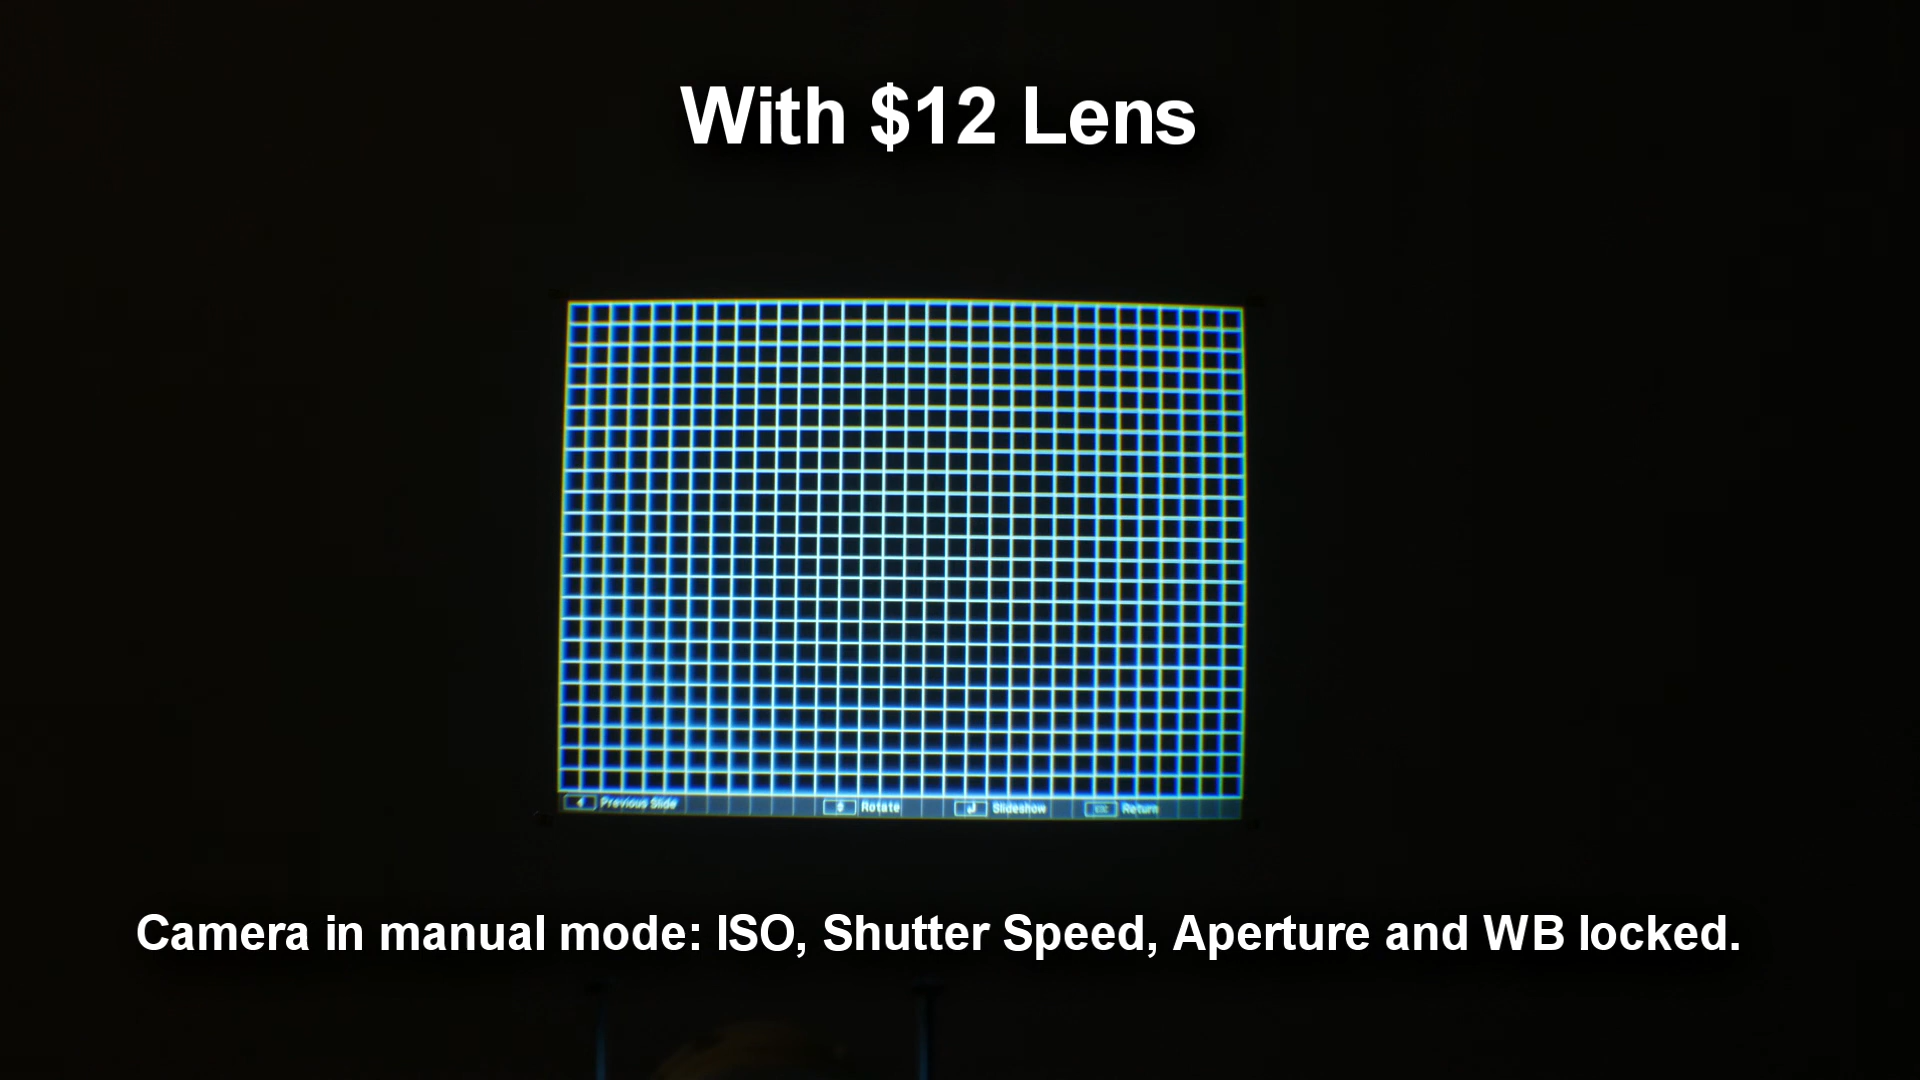 With $12 Lens
Previous Slide Rotate Slideshow Return
Camera in manual mode: ISO, Shutter Speed, Aperture and WB locked.